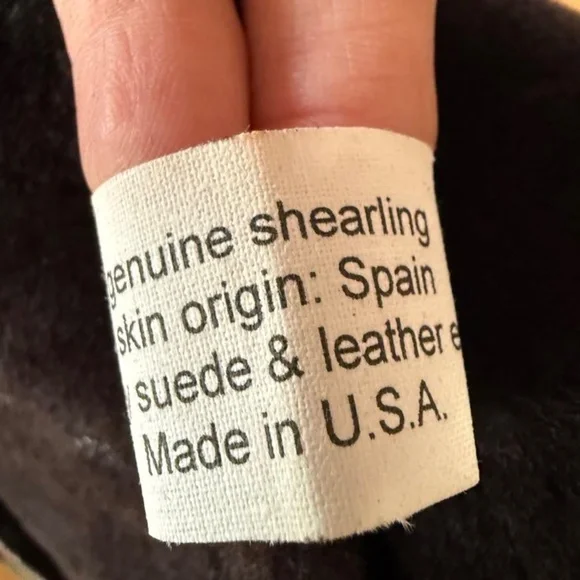 genuine shearling
skin origin: Spain
suede & leather
Made in U.S.A.